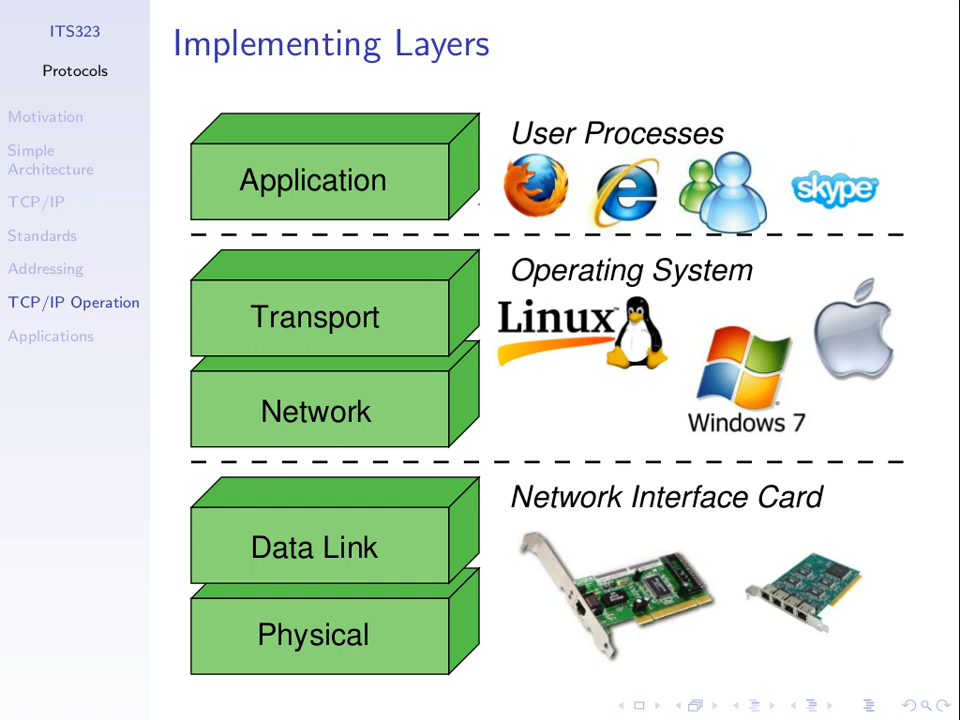 ITS323
Protocols
Motivation
Simple
Architecture
TCP/IP
Standards
Addressing
TCP/IP Operation
Applications
Implementing Layers
Application
User Processes
skype
Transport
Network
Operating System
Linux
Windows 7
Data Link
Physical
Network Interface Card